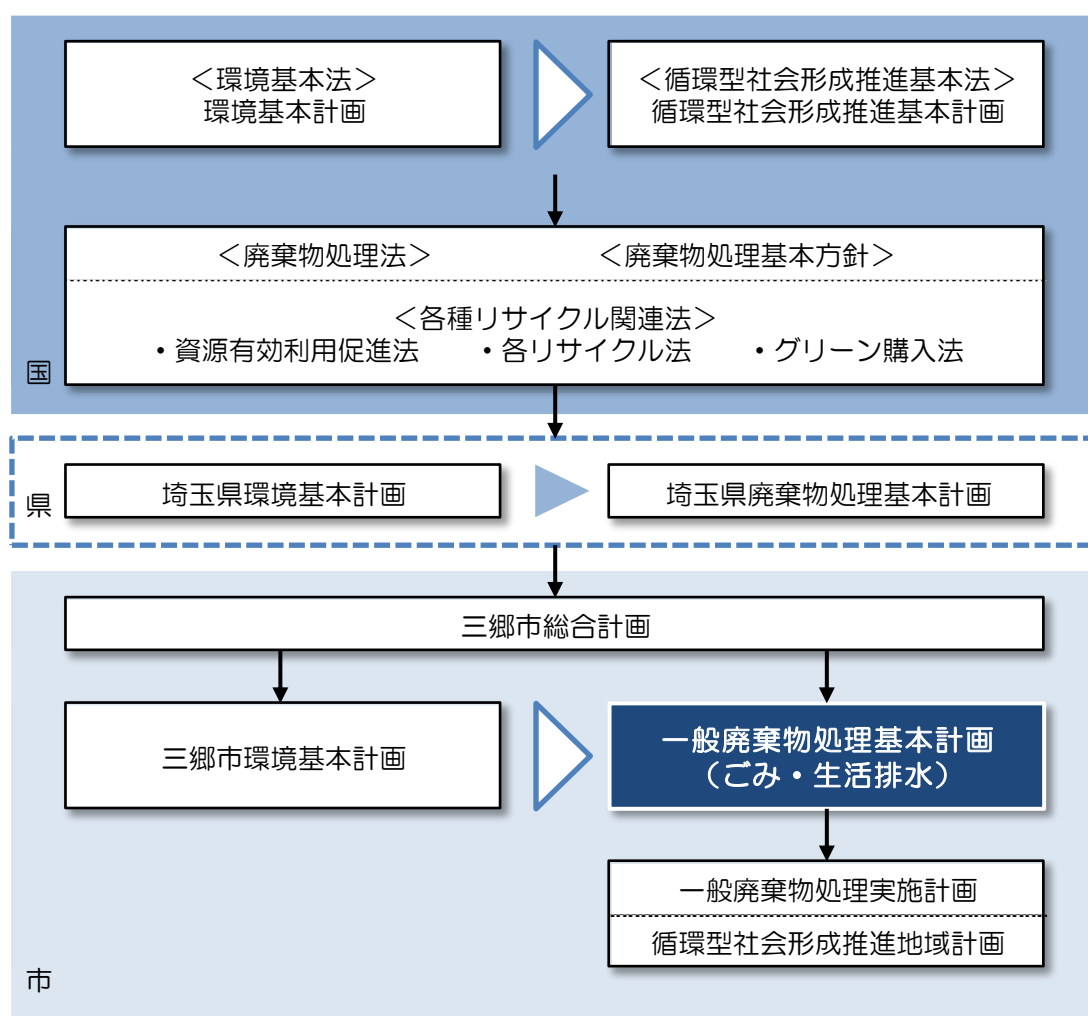 ＜環境基本法＞
環境基本計画
＜循環型社会形成推進基本法＞
循環型社会形成推進基本計画
＜廃棄物処理法＞ ＜廃棄物処理基本方針＞
＜各種リサイクル関連法＞
・資源有効利用促進法 ・各リサイクル法 ・グリーン購入法
国
県
埼玉県環境基本計画
埼玉県廃棄物処理基本計画
三郷市総合計画
三郷市環境基本計画
一般廃棄物処理基本計画
（ごみ・生活排水）
一般廃棄物処理実施計画
循環型社会形成推進地域計画
市